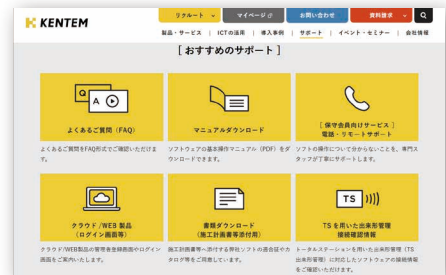 KENTEM
リクルート
マイページ
お問い合わせ
資料請求
製品・サービス | ICTの活用 | 導入事例 | サポート | イベント・セミナー | 会社情報
[ おすすめのサポート ]
Q
A
よくあるご質問（FAQ）
よくあるご質問をFAQ形式でご確認いただけま
す。
マニュアルダウンロード
ソフトウェアの基本操作マニュアル（PDF）をダ
ウンロードできます。
[ 保守会員向けサービス ]
電話・リモートサポート
ソフトの操作について分からないことを、専門ス
タッフが丁寧にサポートします。
クラウド /WEB 製品
（ログイン画面等）
クラウド/WEB製品の管理者登録画面やログイン
画面をご案内いたします。
書類ダウンロード
（施工計画書等添付用）
施工計画書等へ添付する弊社ソフトの適合証やカ
タログ等をご用意しています。
TS
TS を用いた出来形管理
接続確認情報
トータルステーションを用いた出来形管理（TS
出来形管理）に対応したソフトウェアの接続情報
をご確認いただけます。